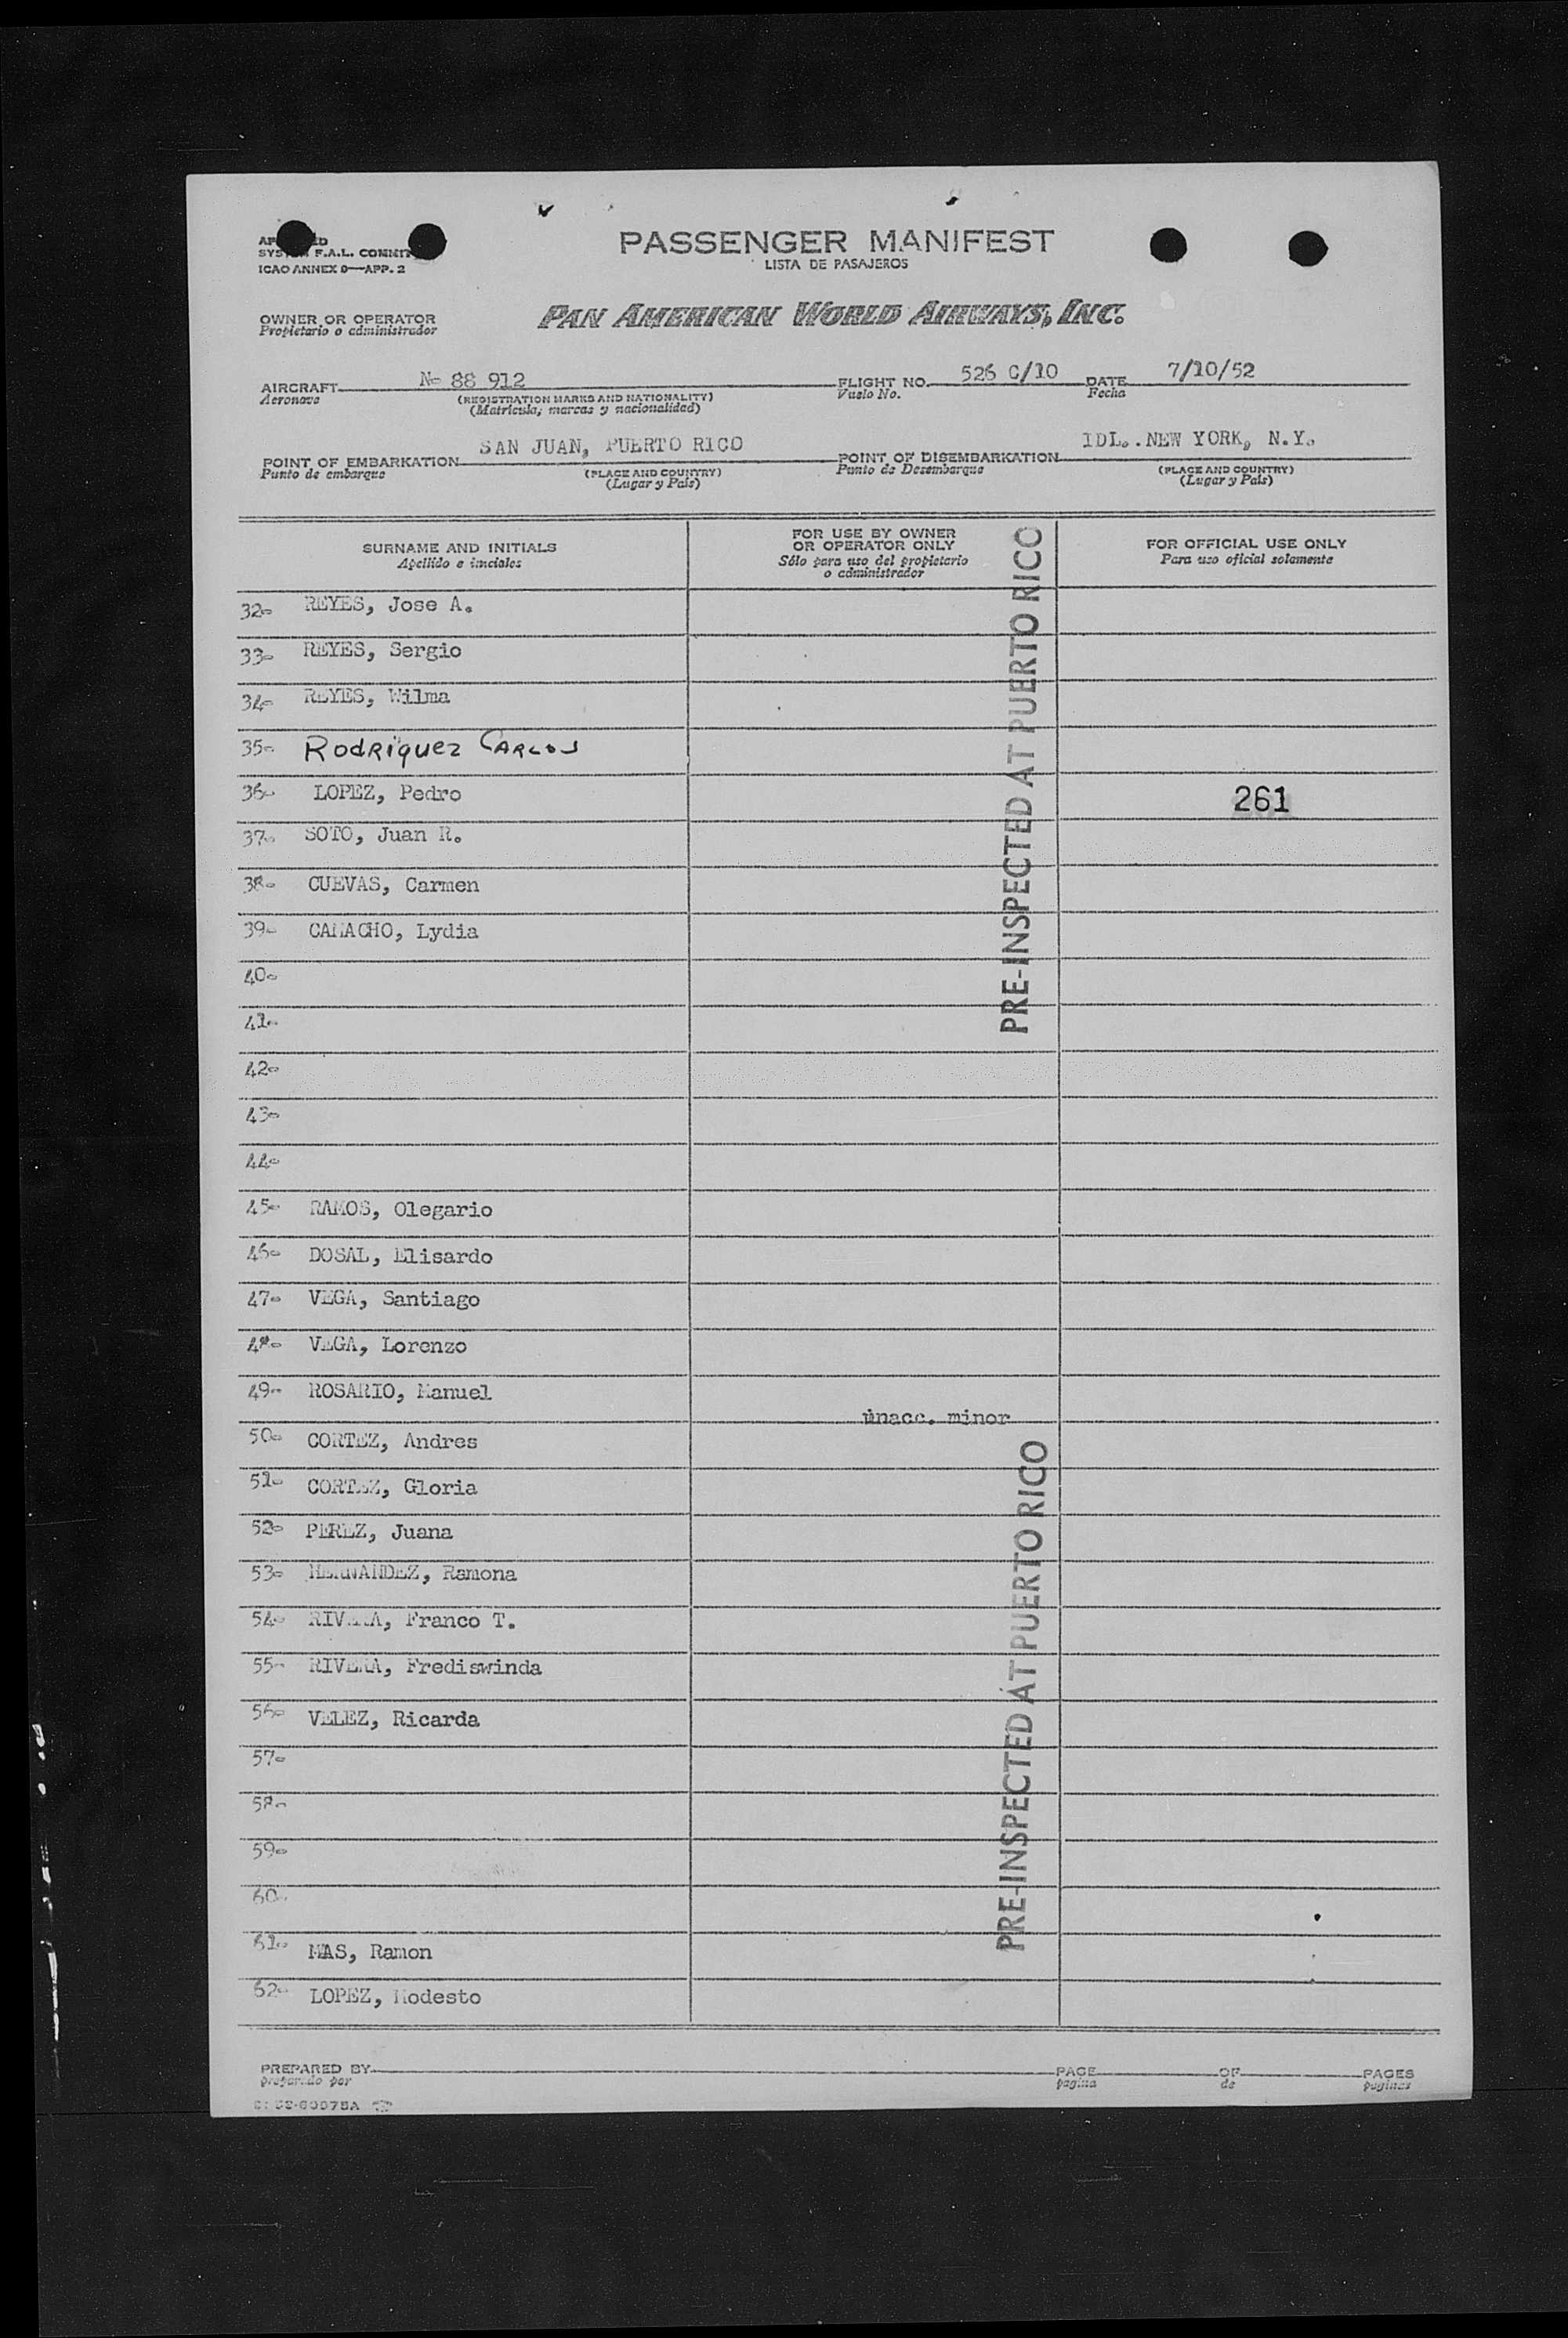 PASSENGER MANIFEST
LISTA DE PASAJEROS
F.A.L.
ICAO ANNEX 9—APP. 2
OWNER OR OPERATOR
Propietario o administrador
PAN AMERICAN WORLD AIRWAYS, INC.
AIRCRAFT N- 88 912 FLIGHT NO. 526 C/10 DATE 7/10/52
Aeronave (REGISTRATION MARKS AND NATIONALITY) Vuelo No. Fecha
(Matrícula, marcas y nacionalidad)
POINT OF EMBARKATION SAN JUAN, PUERTO RICO POINT OF DISEMBARKATION IDL..NEW YORK, N.Y.
Punto de embarque (PLACE AND COUNTRY) Punto de Desembarque (PLACE AND COUNTRY)
(Lugar y País) (Lugar y País)
SURNAME AND INITIALS
Apellido e iniciales
FOR USE BY OWNER
OR OPERATOR ONLY
Sólo para uso del propietario
o administrador
FOR OFFICIAL USE ONLY
Para uso oficial solamente
32- REYES, Jose A.
33- REYES, Sergio
34- REYES, Wilma
35- Rodriquez Carlos
36- LOPEZ, Pedro 261
37- SOTO, Juan R.
38- CUEVAS, Carmen
39- CAMACHO, Lydia
40-
41-
42-
43-
44-
45- RAMOS, Olegario
46- DOSAL, Elisardo
47- VEGA, Santiago
48- VEGA, Lorenzo
49- ROSARIO, Manuel
unacc. minor
50- CORTEZ, Andres
51- CORTEZ, Gloria
52- PEREZ, Juana
53- HERNANDEZ, Ramona
54- RIVERA, Franco T.
55- RIVERA, Frediswinda
56- VELEZ, Ricarda
57-
58-
59-
60-
61- MAS, Ramon
62- LOPEZ, Modesto
PRE-INSPECTED AT PUERTO RICO
PRE-INSPECTED AT PUERTO RICO
PREPARED BY PAGE OF PAGES
preparado por pagina de paginas